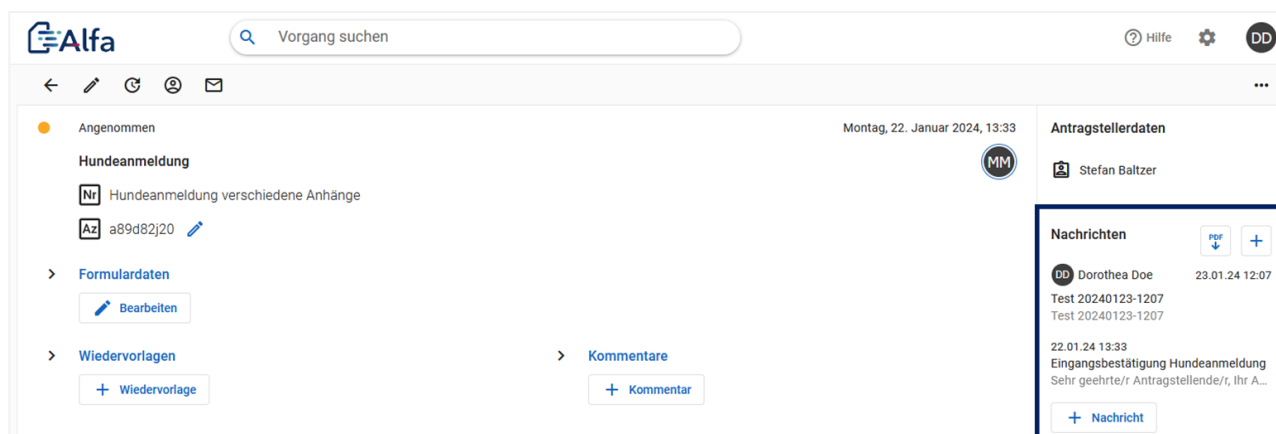 Alfa
Vorgang suchen
Hilfe
DD
Angenommen
Montag, 22. Januar 2024, 13:33
Hundeanmeldung
MM
Nr Hundeanmeldung verschiedene Anhänge
Az a89d82j20
Formulardaten
Bearbeiten
Wiedervorlagen
Wiedervorlage
Kommentare
Kommentar
Antragstellerdaten
Stefan Baltzer
Nachrichten
PDF
DD Dorothea Doe 23.01.24 12:07
Test 20240123-1207
Test 20240123-1207
22.01.24 13:33
Eingangsbestätigung Hundeanmeldung
Sehr geehrte/r Antragstellende/r, Ihr A...
Nachricht